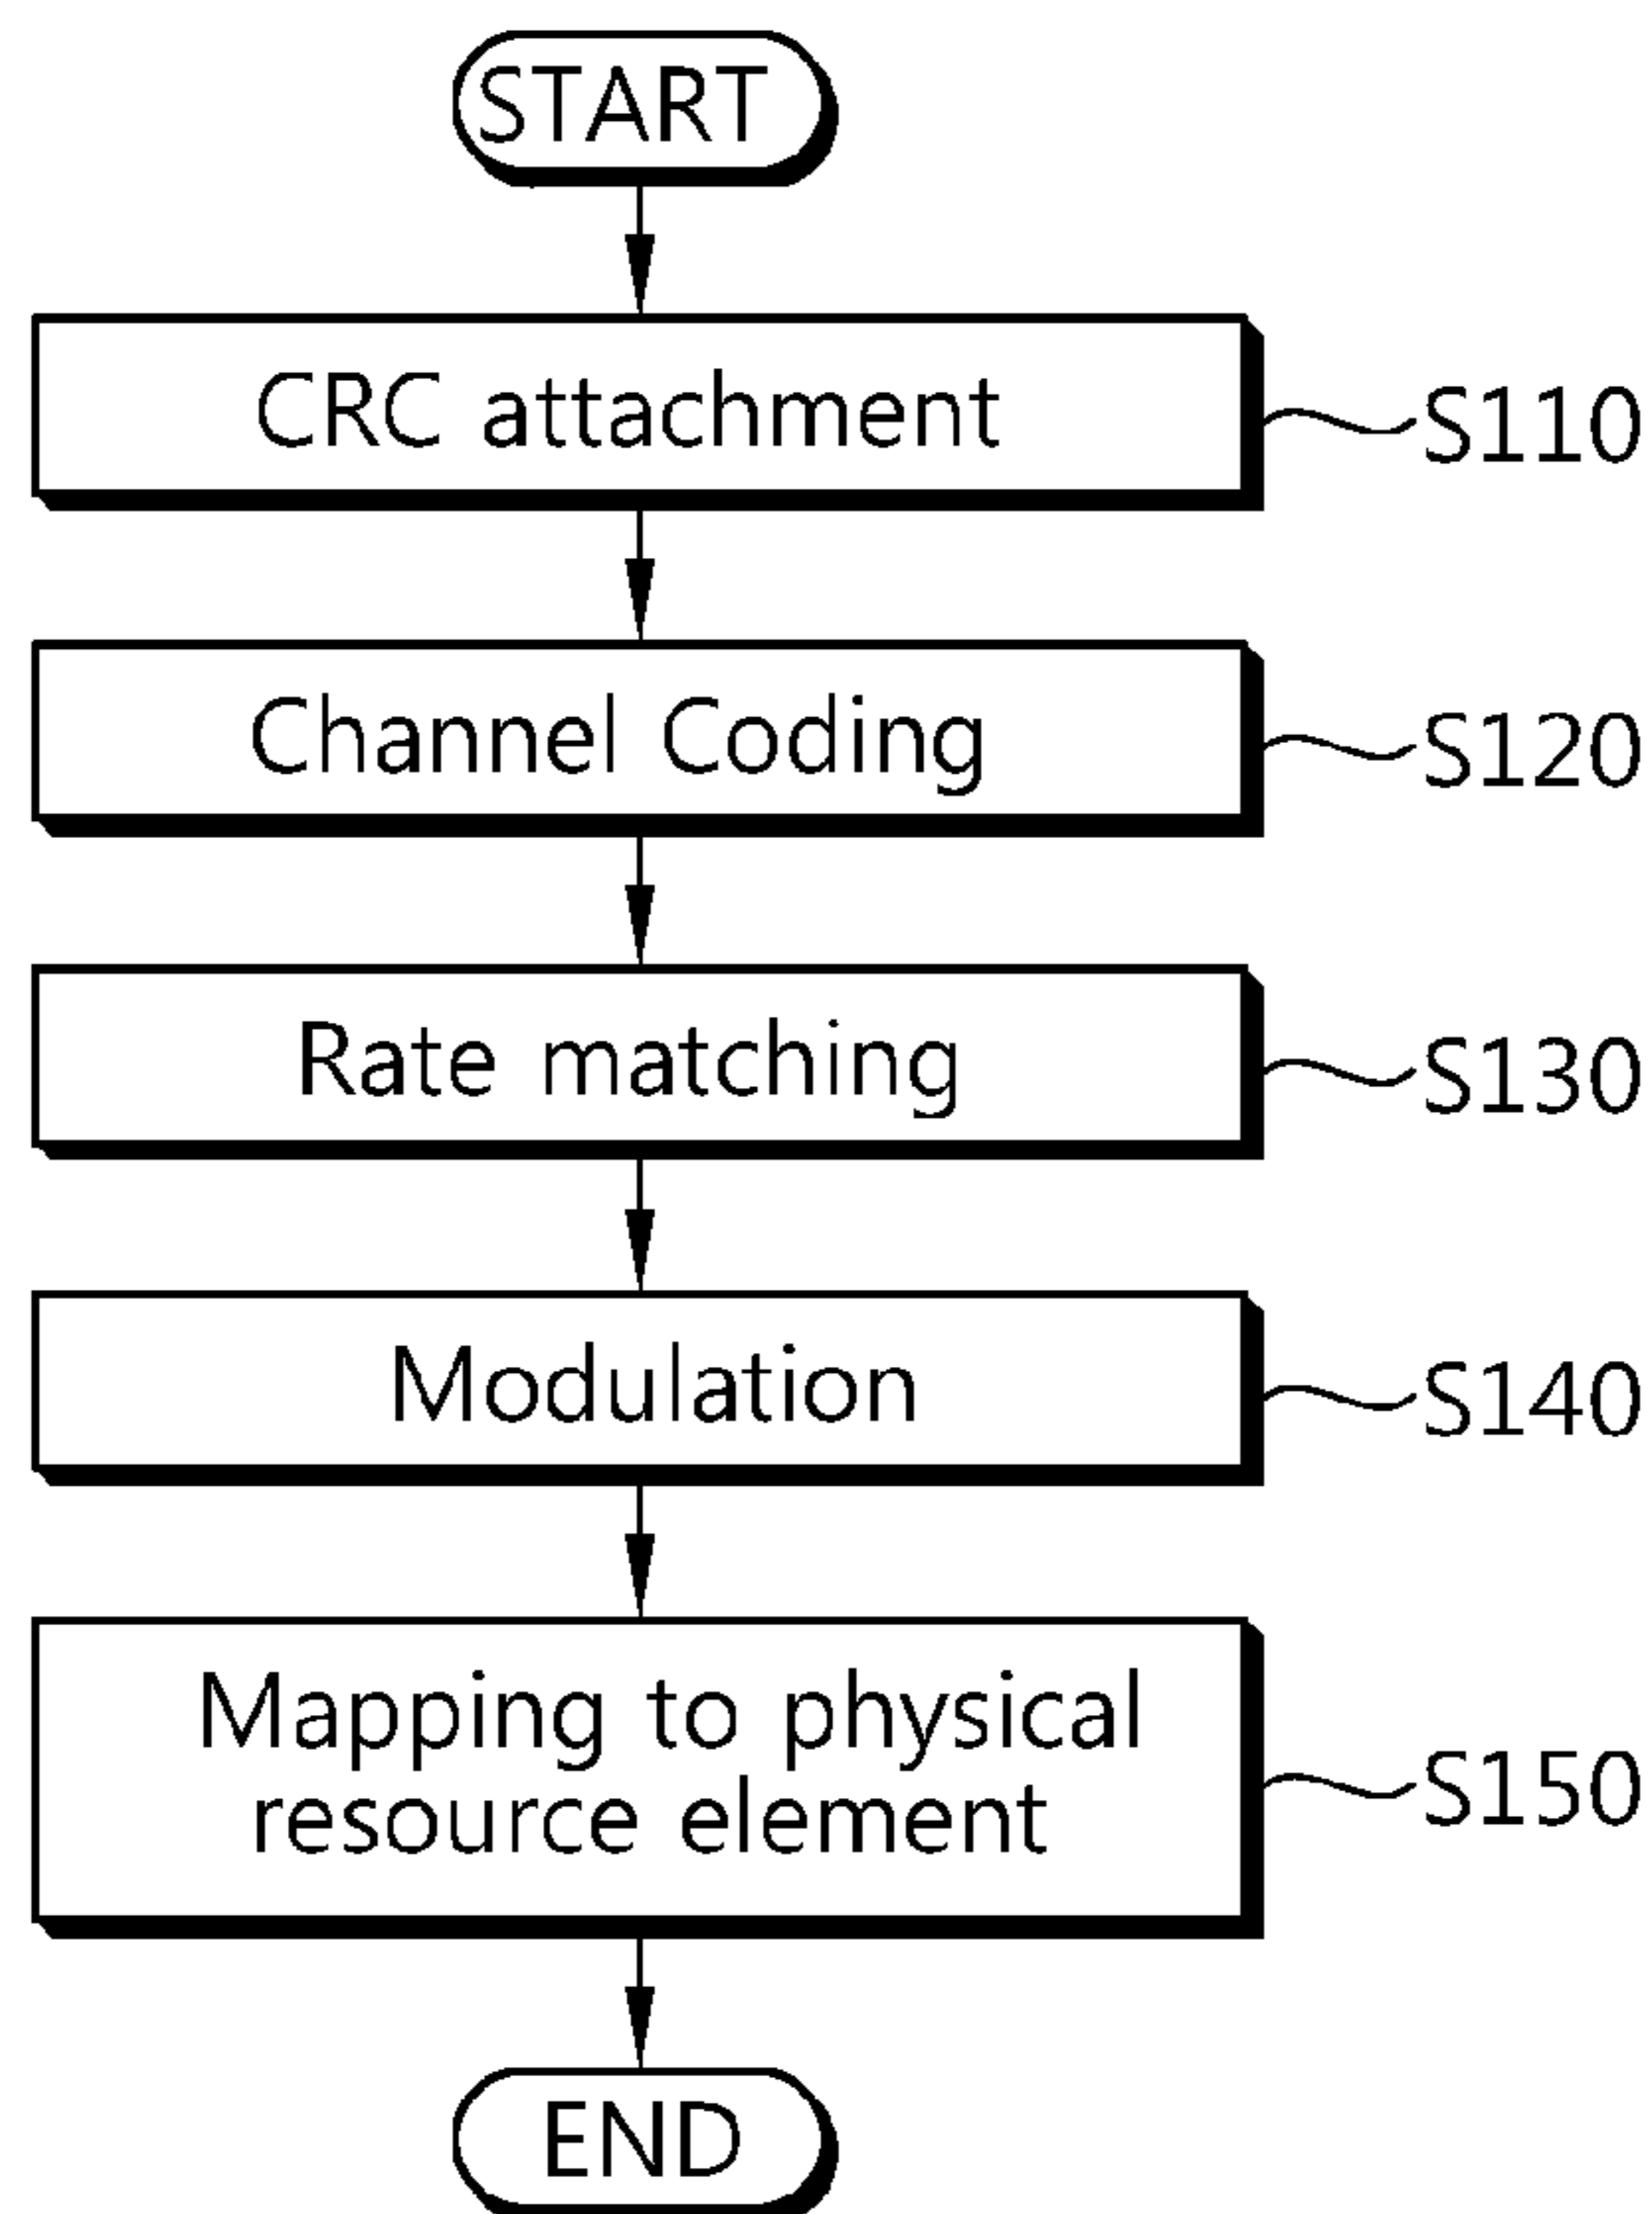 START
CRC attachment
S110
Channel Coding
S120
Rate matching
S130
Modulation
S140
Mapping to physical
resource element
S150
END